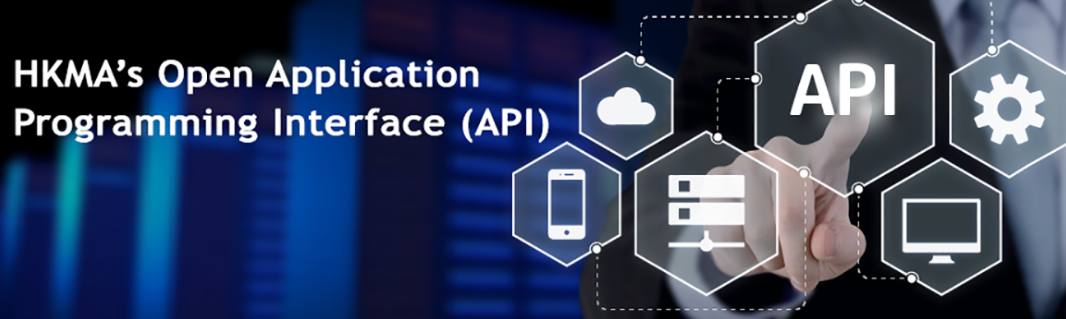 HKMA's Open Application
Programming Interface (API)
API